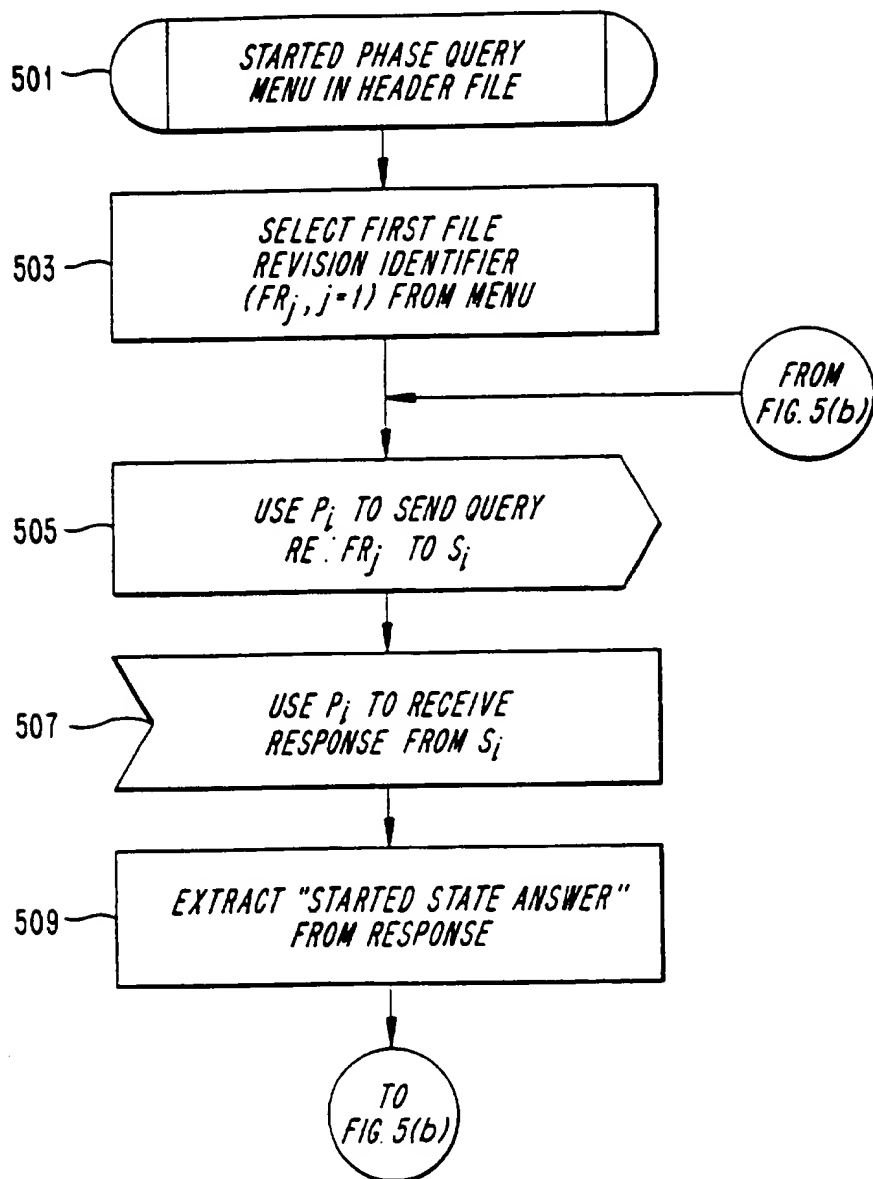 501
STARTED PHASE QUERY
MENU IN HEADER FILE
503
SELECT FIRST FILE
REVISION IDENTIFIER
(FRj, j=1) FROM MENU
FROM
FIG. 5(b)
505
USE Pi TO SEND QUERY
RE: FRj TO Si
507
USE Pi TO RECEIVE
RESPONSE FROM Si
509
EXTRACT "STARTED STATE ANSWER"
FROM RESPONSE
TO
FIG. 5(b)